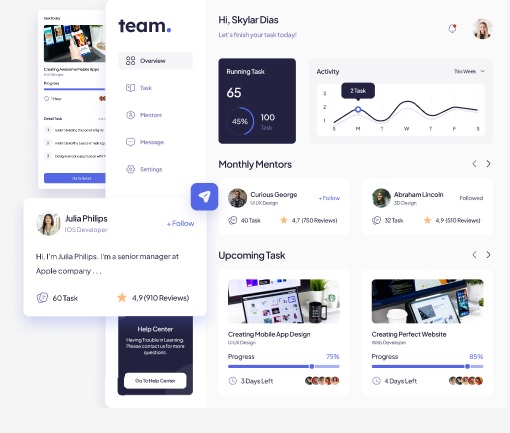 Task Today
Creating Awesome Mobile Apps
UI UX Design
Progress
1 Hour
Detail Task
1
2
3
Go To Detail
team.
Overview
Task
Mentors
Message
Settings
Julia Philips
iOS Developer
+ Follow
Hi, I'm Julia Philips. I'm a senior manager at
Apple company . . .
60 Task
4,9 (910 Reviews)
Help Center
Having Trouble in Learning.
Please contact us for more
questions.
Go To Help Center
Hi, Skylar Dias
Let's finish your task today!
Running Task
65
45%
100
Task
Activity
This Week
3
2
1
2 Task
S M T W T F S
Monthly Mentors
Curious George
UI UX Design
+ Follow
40 Task
4,7 (750 Reviews)
Abraham Lincoln
3D Design
Followed
32 Task
4,9 (510 Reviews)
Upcoming Task
Creating Mobile App Design
UI UX Design
Progress
75%
3 Days Left
Creating Perfect Website
Web Developer
Progress
85%
4 Days Left